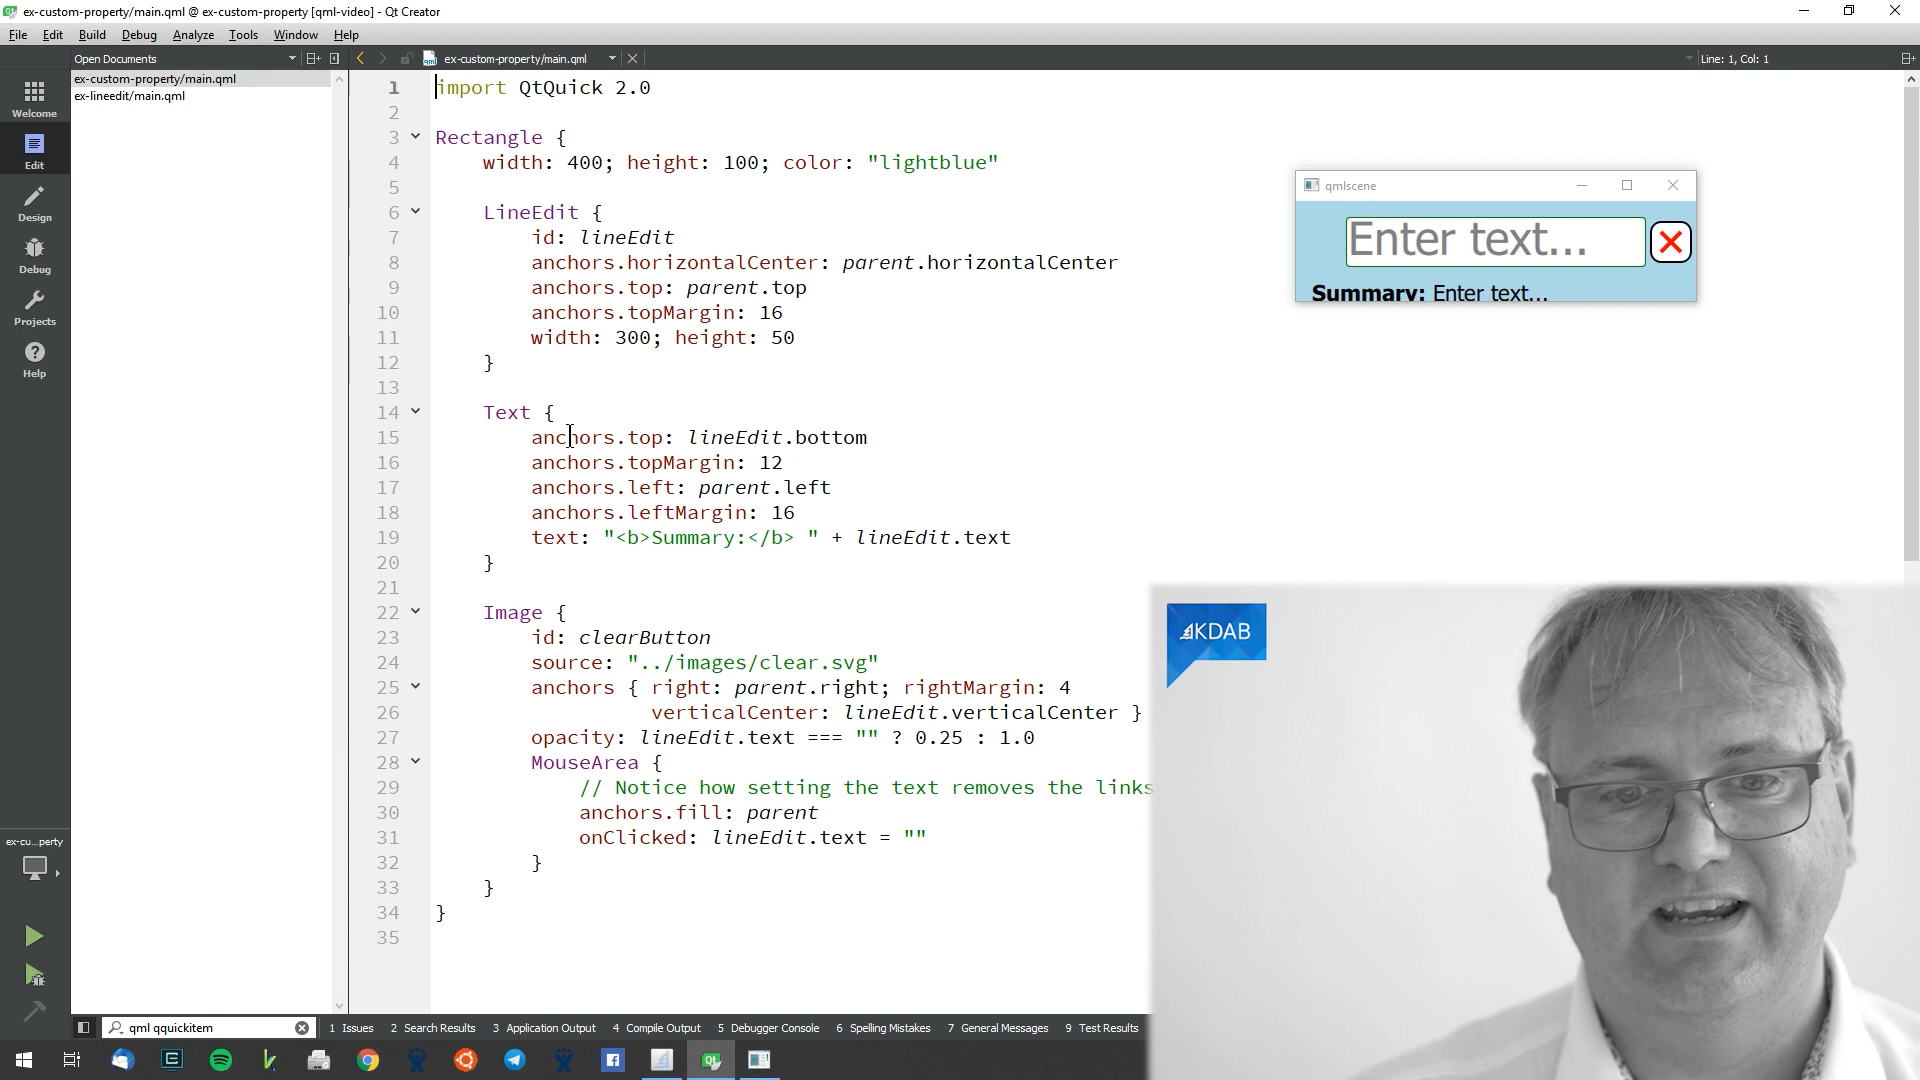 ex-custom-property/main.qml @ ex-custom-property [qml-video] - Qt Creator
File Edit Build Debug Analyze Tools Window Help
Open Documents
ex-custom-property/main.qml
Line: 1, Col: 1
ex-custom-property/main.qml
ex-lineedit/main.qml
Welcome
Edit
Design
Debug
Projects
Help
1 import QtQuick 2.0
2
3 Rectangle {
4 width: 400; height: 100; color: "lightblue"
5
6 LineEdit {
7 id: lineEdit
8 anchors.horizontalCenter: parent.horizontalCenter
9 anchors.top: parent.top
10 anchors.topMargin: 16
11 width: 300; height: 50
12 }
13
14 Text {
15 anchors.top: lineEdit.bottom
16 anchors.topMargin: 12
17 anchors.left: parent.left
18 anchors.leftMargin: 16
19 text: "<b>Summary:</b> " + lineEdit.text
20 }
21
22 Image {
23 id: clearButton
24 source: "../images/clear.svg"
25 anchors { right: parent.right; rightMargin: 4
26 verticalCenter: lineEdit.verticalCenter }
27 opacity: lineEdit.text === "" ? 0.25 : 1.0
28 MouseArea {
29 // Notice how setting the text removes the links
30 anchors.fill: parent
31 onClicked: lineEdit.text = ""
32 }
33 }
34 }
35
qmlscene
Enter text...
Summary: Enter text...
KDAB
ex-cu...perty
qml qquickitem
1 Issues 2 Search Results 3 Application Output 4 Compile Output 5 Debugger Console 6 Spelling Mistakes 7 General Messages 9 Test Results